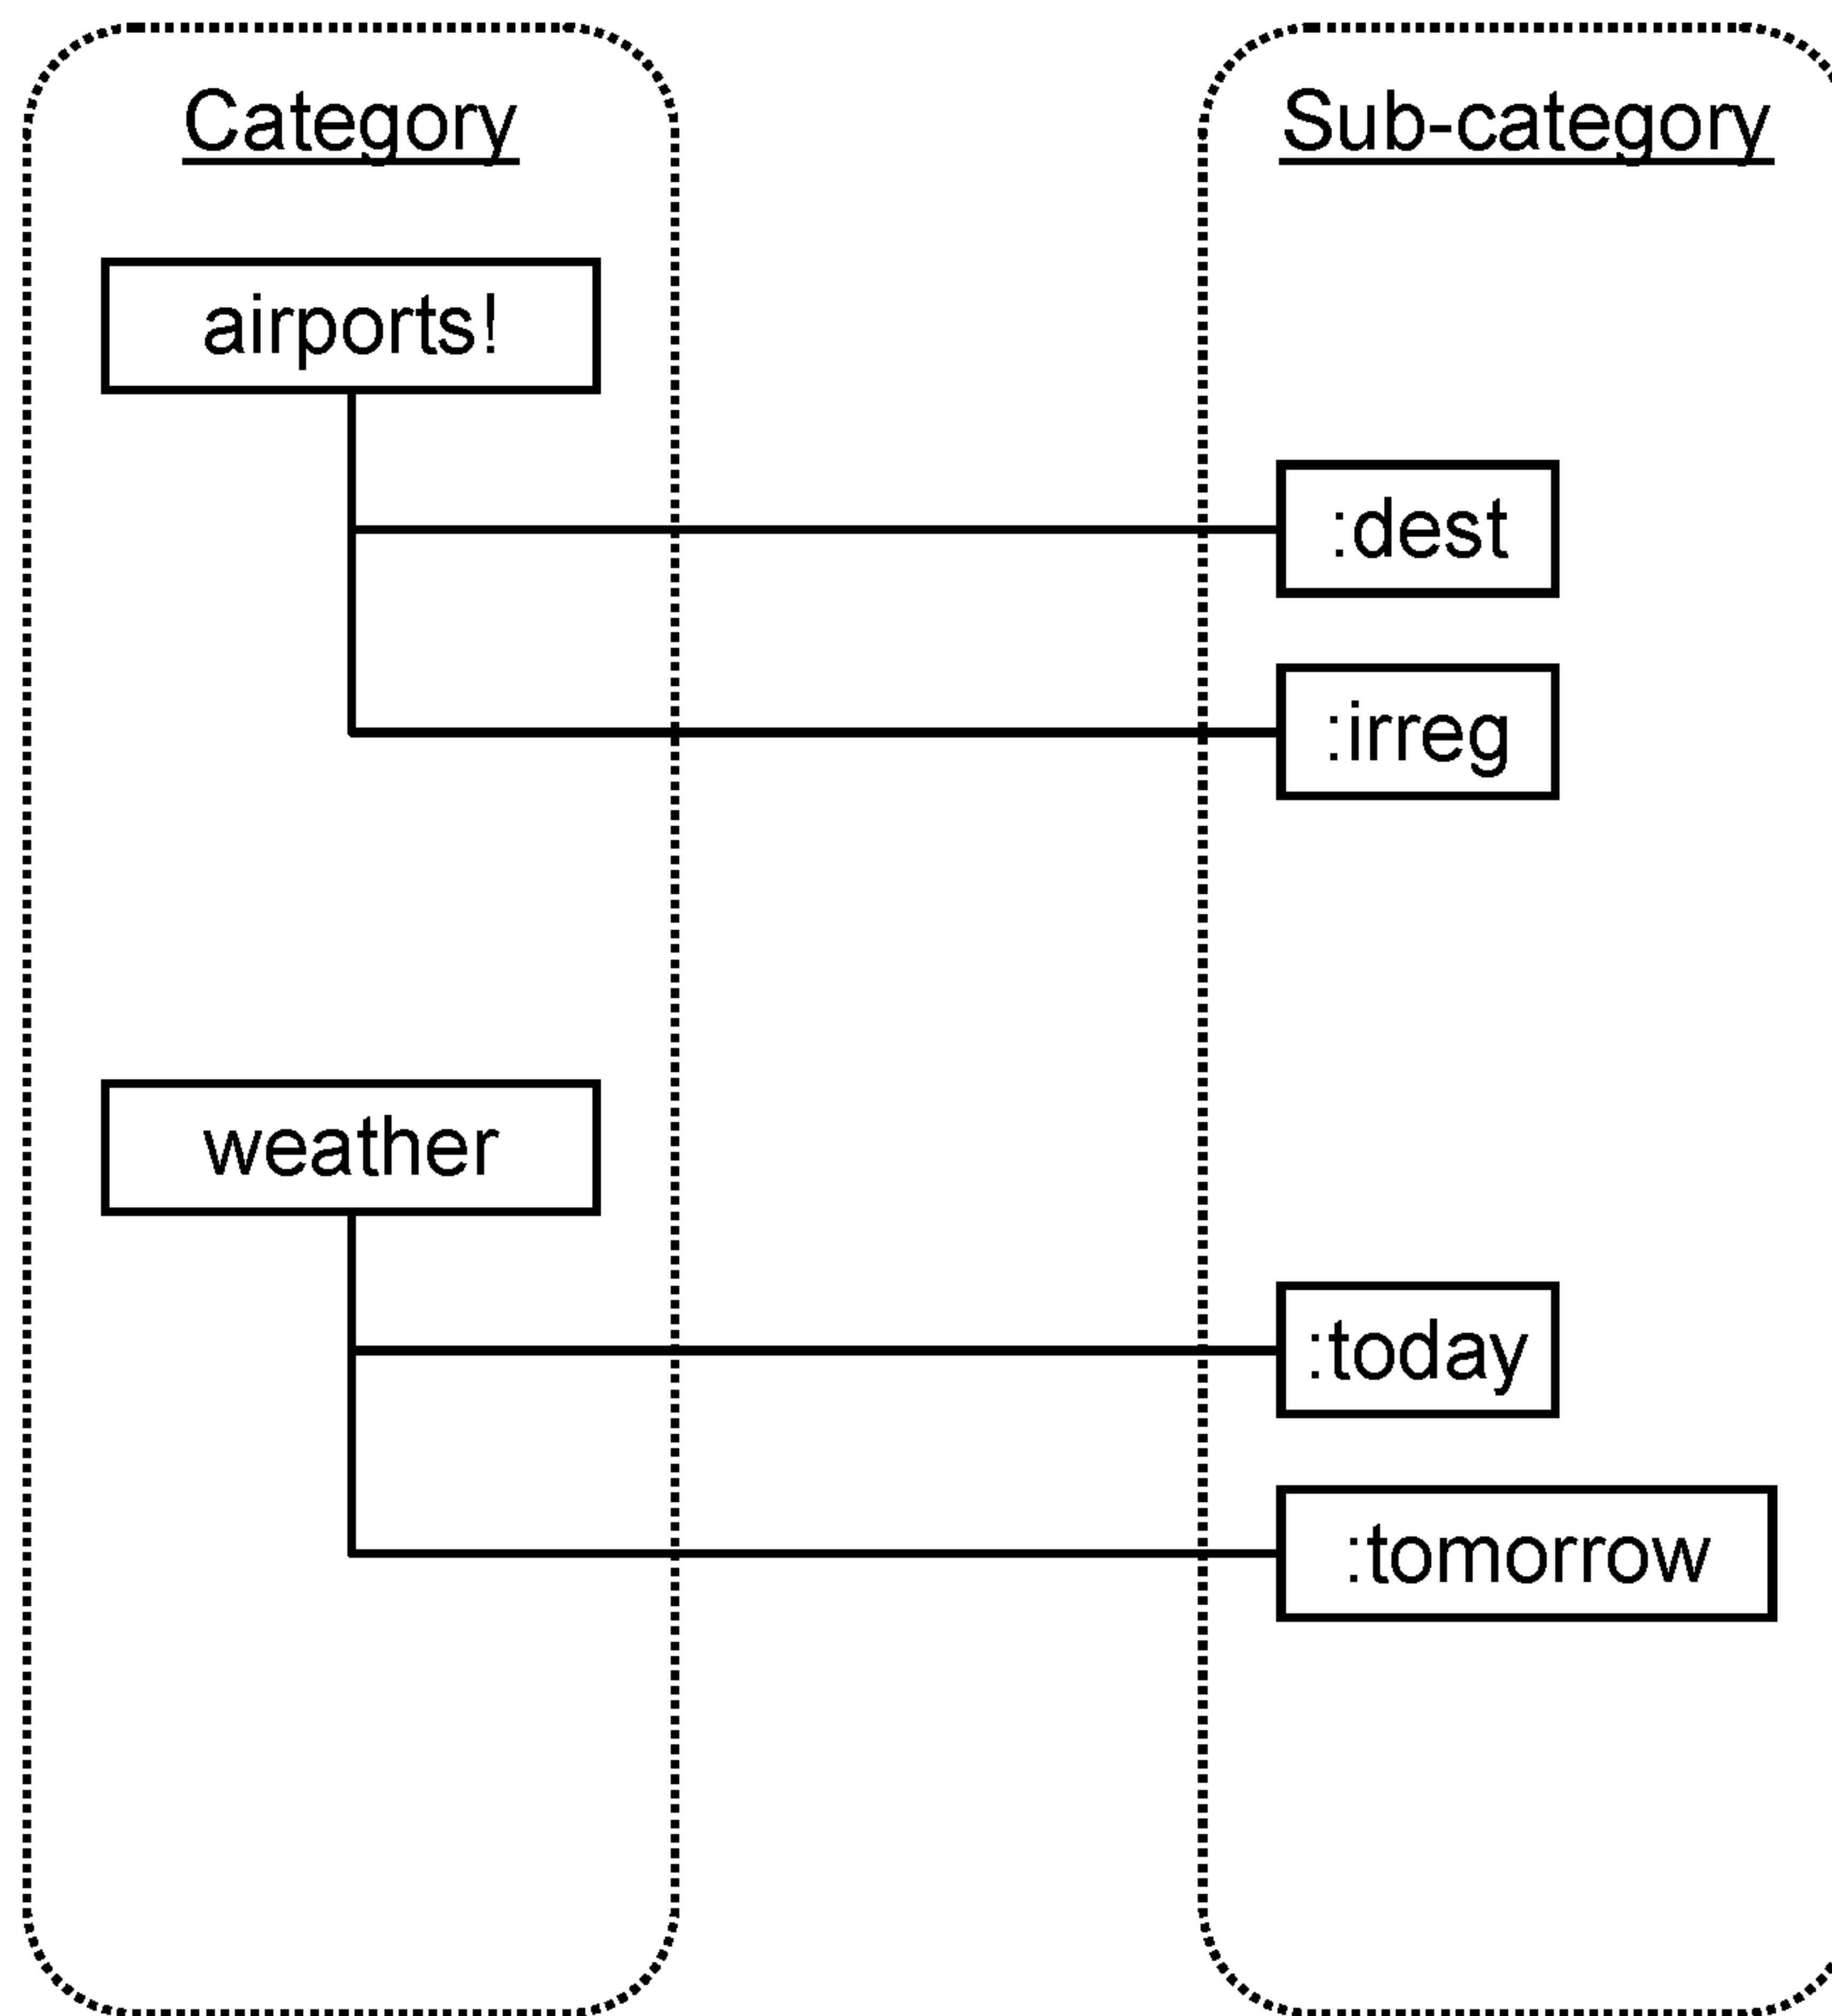 Category
Sub-category
airports!
:dest
:irreg
weather
:today
:tomorrow